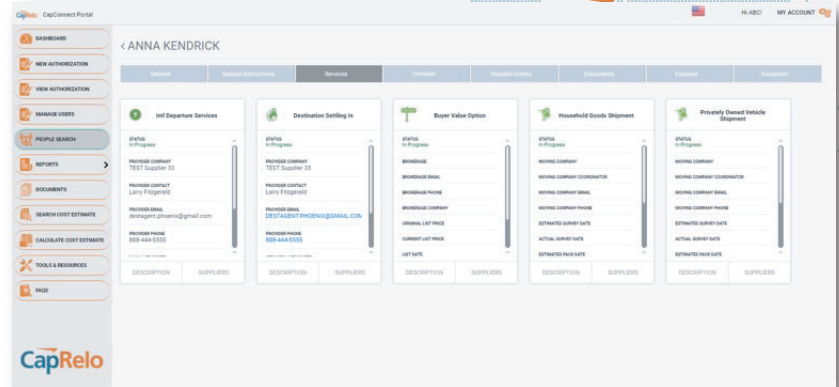 CapRelo CapConnect Portal
Hi ABC! MY ACCOUNT
DASHBOARD
NEW AUTHORIZATION
VIEW AUTHORIZATION
MANAGE USERS
PEOPLE SEARCH
REPORTS
DOCUMENTS
SEARCH COST ESTIMATE
CALCULATE COST ESTIMATE
TOOLS & RESOURCES
FAQS
CapRelo
‹ ANNA KENDRICK
General Special Instructions Services Timeline Notable Events Documents Expense Exception
Intl Departure Services
STATUS
In Progress
PROVIDER COMPANY
TEST Supplier 33
PROVIDER CONTACT
Larry Fitzgerald
PROVIDER EMAIL
destagent.phoenix@gmail.com
PROVIDER PHONE
888-444-5555
DESCRIPTION SUPPLIERS
Destination Settling In
STATUS
In Progress
PROVIDER COMPANY
TEST Supplier 33
PROVIDER CONTACT
Larry Fitzgerald
PROVIDER EMAIL
DESTAGENT.PHOENIX@GMAIL.COM
PROVIDER PHONE
888-444-5555
DESCRIPTION SUPPLIERS
Buyer Value Option
STATUS
In Progress
BROKERAGE
BROKERAGE EMAIL
BROKERAGE PHONE
BROKERAGE COMPANY
ORIGINAL LIST PRICE
CURRENT LIST PRICE
LIST DATE
DESCRIPTION SUPPLIERS
Household Goods Shipment
STATUS
In Progress
MOVING COMPANY
MOVING COMPANY COORDINATOR
MOVING COMPANY EMAIL
MOVING COMPANY PHONE
ESTIMATED SURVEY DATE
ACTUAL SURVEY DATE
ESTIMATED PACK DATE
DESCRIPTION SUPPLIERS
Privately Owned Vehicle
Shipment
STATUS
In Progress
MOVING COMPANY
MOVING COMPANY COORDINATOR
MOVING COMPANY EMAIL
MOVING COMPANY PHONE
ESTIMATED SURVEY DATE
ACTUAL SURVEY DATE
ESTIMATED PACK DATE
DESCRIPTION SUPPLIERS